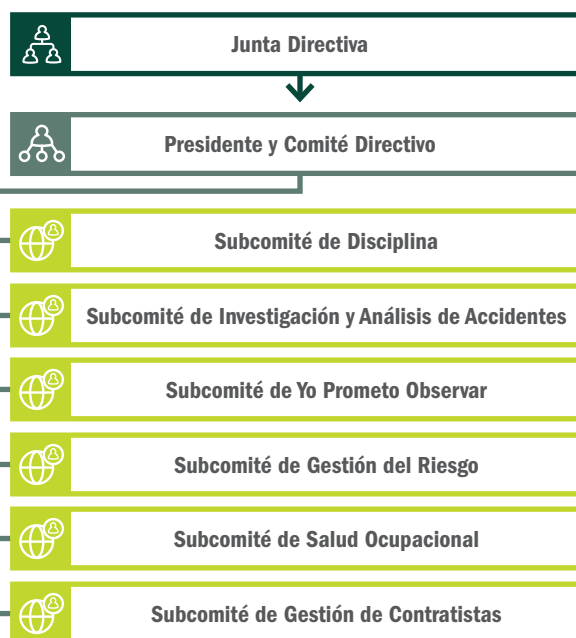 Junta Directiva
Presidente y Comité Directivo
Subcomité de Disciplina
Subcomité de Investigación y Análisis de Accidentes
Subcomité de Yo Prometo Observar
Subcomité de Gestión del Riesgo
Subcomité de Salud Ocupacional
Subcomité de Gestión de Contratistas